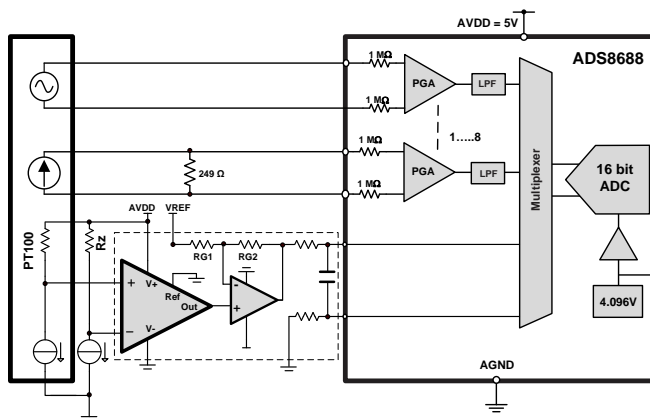 AVDD = 5V
ADS8688
1 MΩ
PGA
LPF
1 MΩ
1.....8
1 MΩ
249 Ω
PGA
LPF
1 MΩ
Multiplexer
16 bit
ADC
AVDD
VREF
PT100
Rz
RG1
RG2
+
V+
Ref
Out
-
+
−
V-
4.096V
AGND